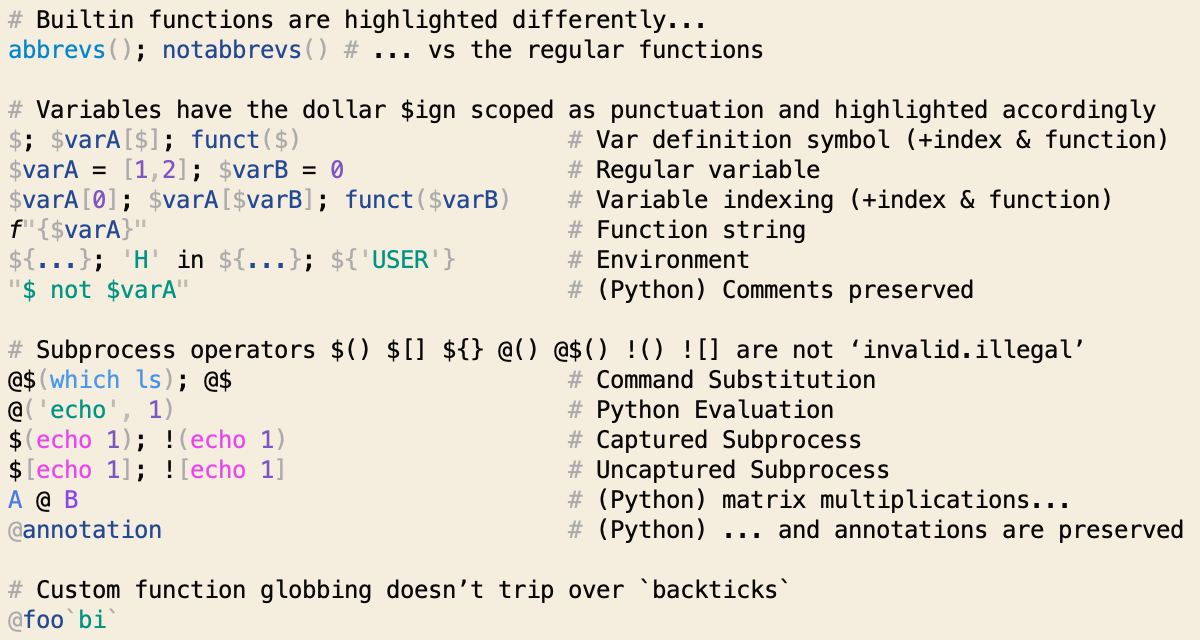 # Builtin functions are highlighted differently...
abbrevs(); notabbrevs() # ... vs the regular functions

# Variables have the dollar $ign scoped as punctuation and highlighted accordingly
$; $varA[$]; funct($)                   # Var definition symbol (+index & function)
$varA = [1,2]; $varB = 0                # Regular variable
$varA[0]; $varA[$varB]; funct($varB)    # Variable indexing (+index & function)
f"{$varA}"                              # Function string
${...}; 'H' in ${...}; ${'USER'}        # Environment
"$ not $varA"                           # (Python) Comments preserved

# Subprocess operators $() $[] ${} @() @$() !() ![] are not ‘invalid.illegal’
@$(which ls); @$                        # Command Substitution
@('echo', 1)                            # Python Evaluation
$(echo 1); !(echo 1)                    # Captured Subprocess
$[echo 1]; ![echo 1]                    # Uncaptured Subprocess
A @ B                                   # (Python) matrix multiplications...
@annotation                             # (Python) ... and annotations are preserved

# Custom function globbing doesn’t trip over `backticks`
@foo`bi`